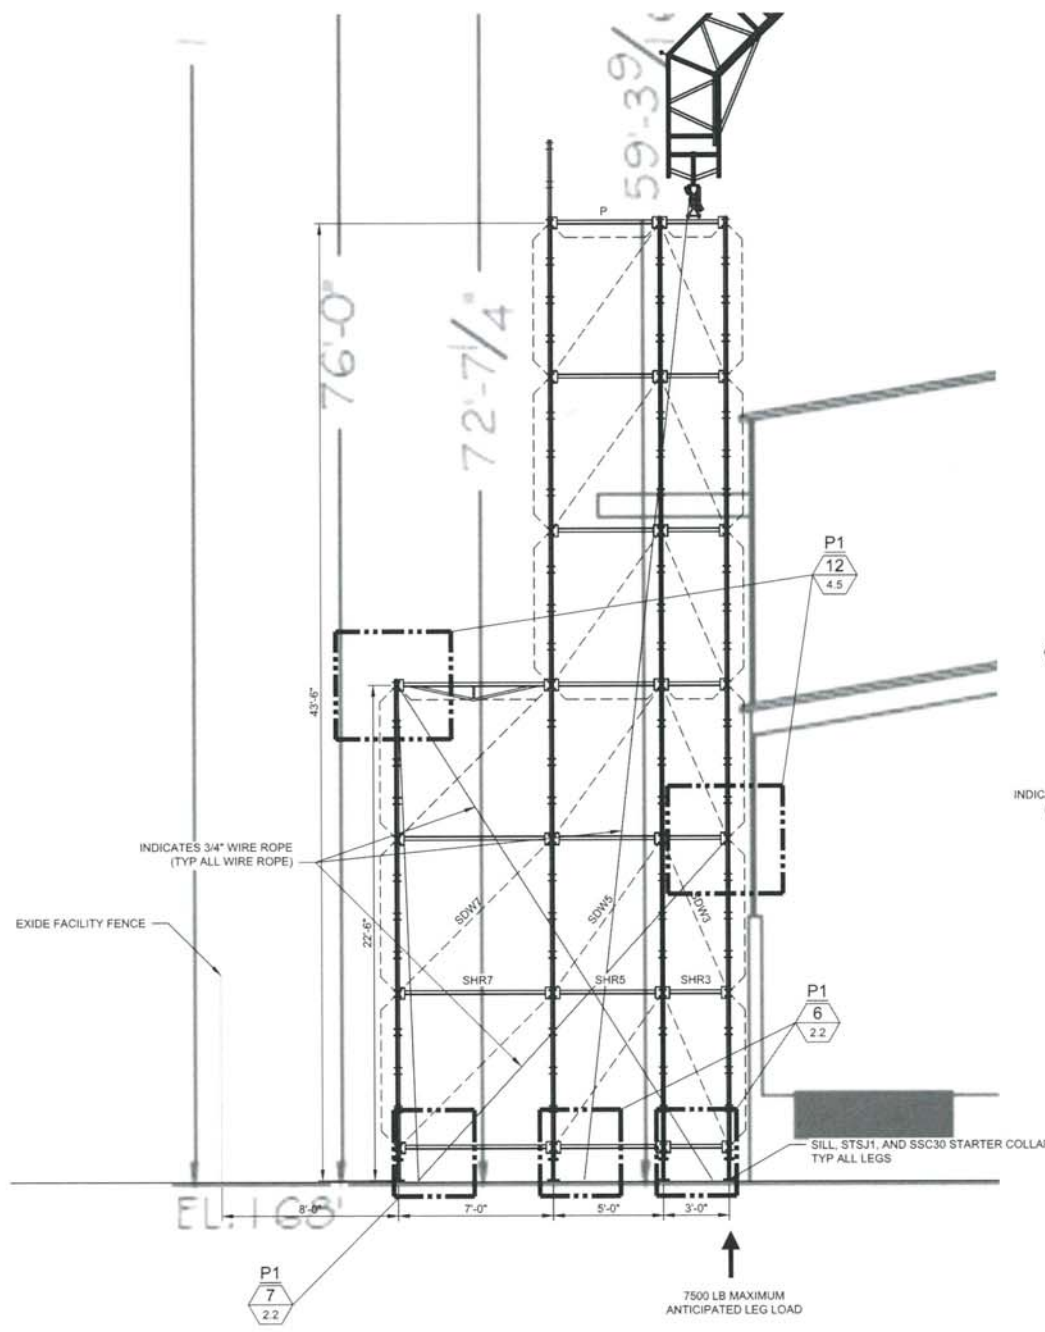 59'-3 9/16
P
76'-0"
72'-7 1/4"
P1
12
4.5
43'-6"
INDIC
INDICATES 3/4" WIRE ROPE
(TYP ALL WIRE ROPE)
SDW7
SDW5
SDW3
EXIDE FACILITY FENCE
22'-6"
SHR7
SHR5
SHR3
P1
6
2.2
SILL, STSJ1, AND SSC30 STARTER COLLA
TYP ALL LEGS
EL. 168'
8'-0"
7'-0"
5'-0"
3'-0"
P1
7
2.2
7500 LB MAXIMUM
ANTICIPATED LEG LOAD